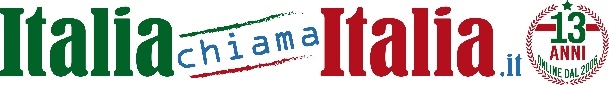 Italia chiama Italia.it
13
ANNI
ONLINE DAL 2006